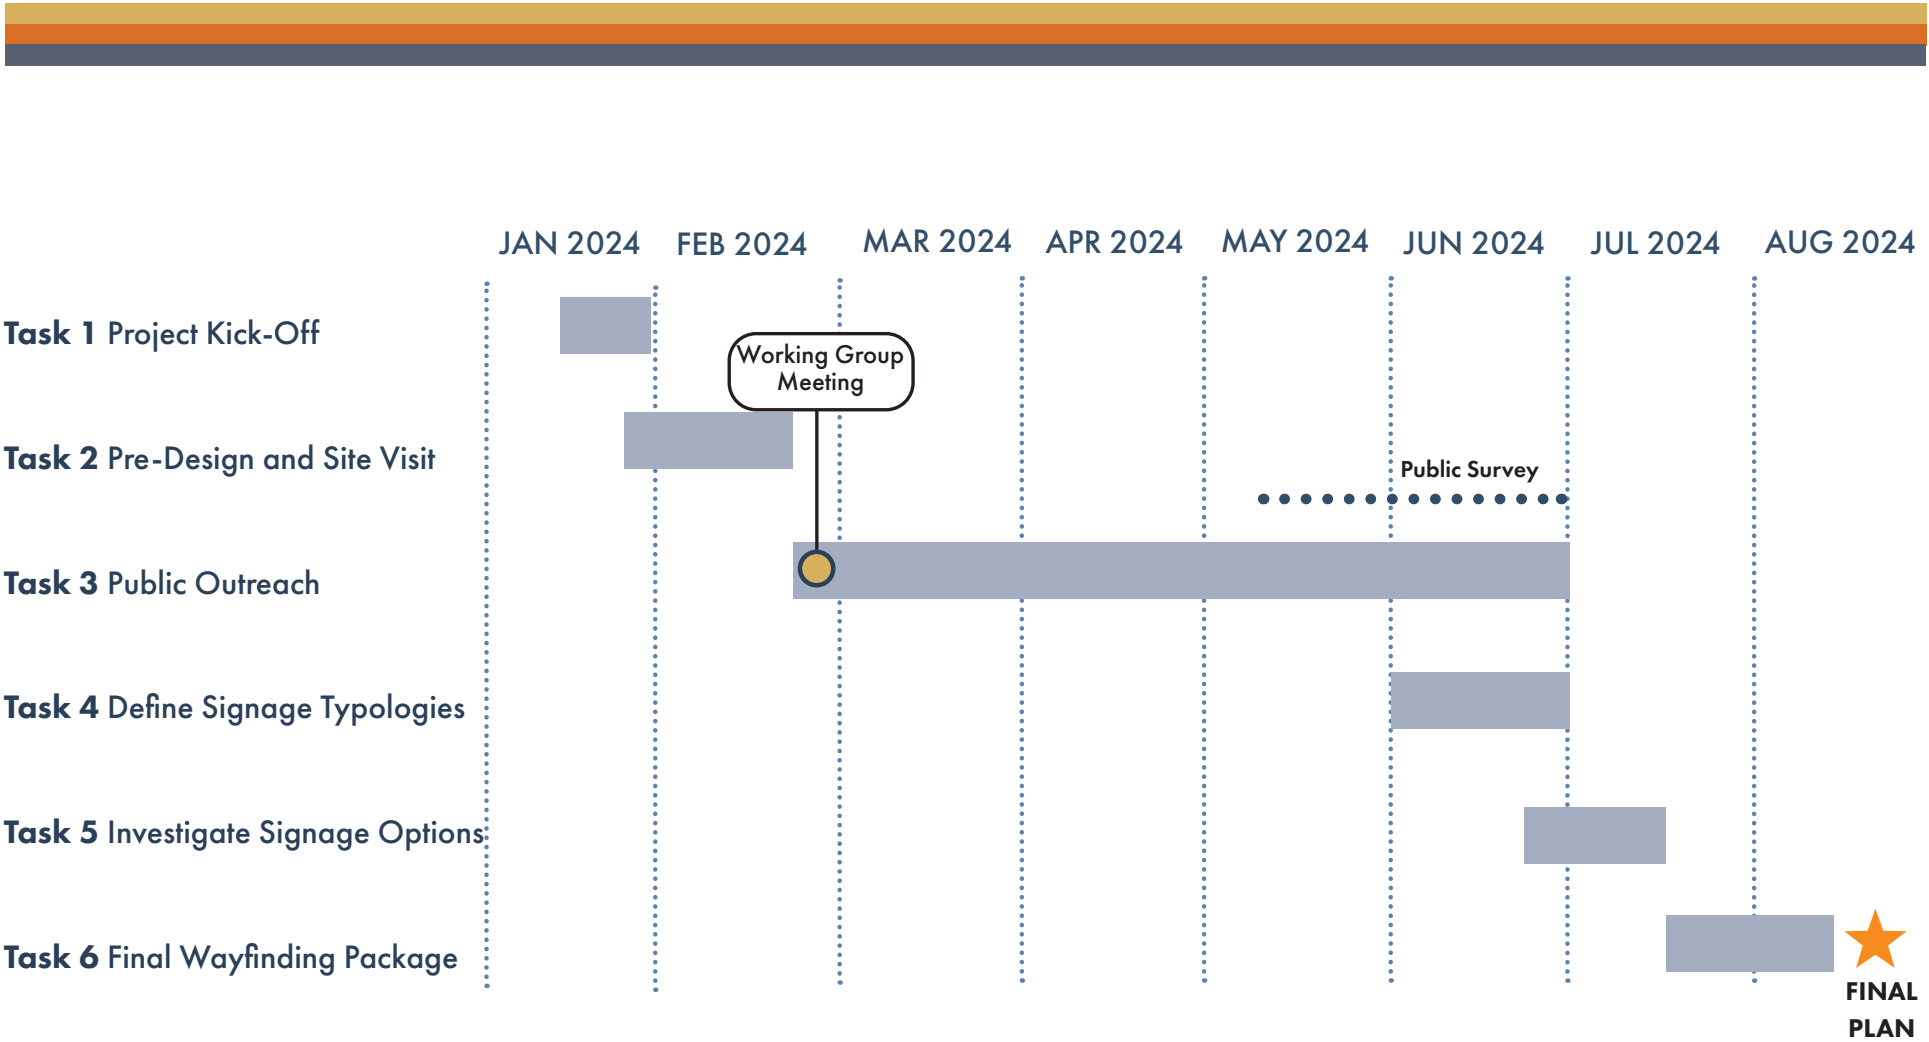 JAN 2024 FEB 2024 MAR 2024 APR 2024 MAY 2024 JUN 2024 JUL 2024 AUG 2024
Task 1 Project Kick-Off
Working Group
Meeting
Task 2 Pre-Design and Site Visit
Public Survey
Task 3 Public Outreach
Task 4 Define Signage Typologies
Task 5 Investigate Signage Options
Task 6 Final Wayfinding Package
FINAL
PLAN